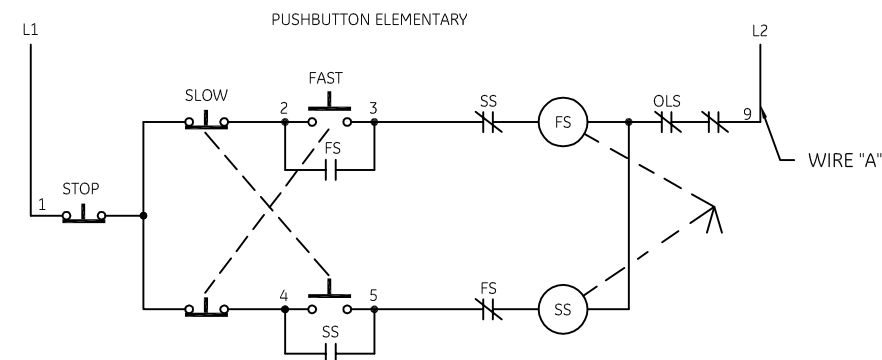 PUSHBUTTON ELEMENTARY
L1
L2
FAST
SLOW
2
3
SS
FS
OLS
9
FS
WIRE "A"
1
STOP
4
5
FS
SS
SS